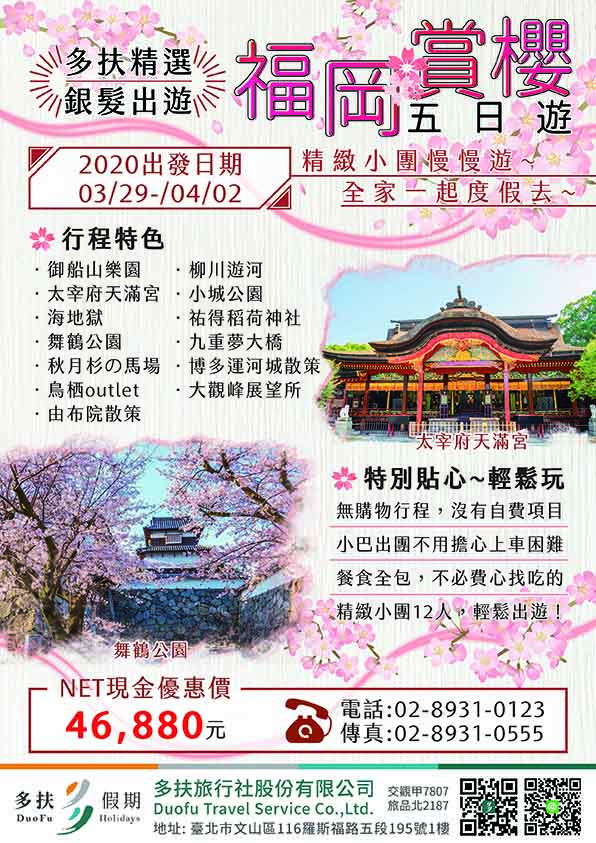 多扶精選
銀髮出遊
福岡賞櫻
五日遊
2020出發日期
03/29-/04/02
精緻小團慢慢遊~
全家一起度假去~
行程特色
・御船山樂園
・太宰府天滿宮
・海地獄
・舞鶴公園
・秋月杉の馬場
・鳥栖outlet
・由布院散策
・柳川遊河
・小城公園
・祐得稻荷神社
・九重夢大橋
・博多運河城散策
・大觀峰展望所
太宰府天滿宮
特別貼心~輕鬆玩
無購物行程，沒有自費項目
小巴出團不用擔心上車困難
餐食全包，不必費心找吃的
精緻小團12人，輕鬆出遊！
舞鶴公園
NET現金優惠價
46,880元
電話:02-8931-0123
傳真:02-8931-0555
多扶 假期
DuoFu Holidays
多扶旅行社股份有限公司
Duofu Travel Service Co.,Ltd.
交觀甲7807
旅品北2187
地址: 臺北市文山區116羅斯福路五段195號1樓